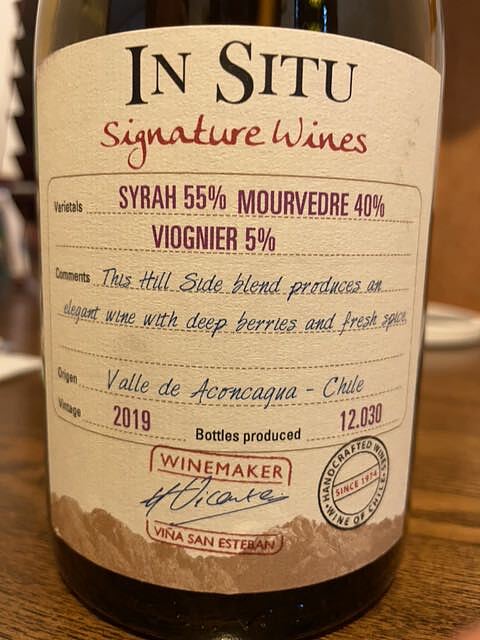 IN SITU
Signature Wines
Varietals SYRAH 55% MOURVEDRE 40%
VIOGNIER 5%
Comments This Hill Side blend produces an
elegant wine with deep berries and fresh spice.
Origen Valle de Aconcagua - Chile
Vintage 2019 Bottles produced 12.030
WINEMAKER
HVicente
VIÑA SAN ESTEBAN
HANDCRAFTED WINES
SINCE 1974
WINE OF CHILE